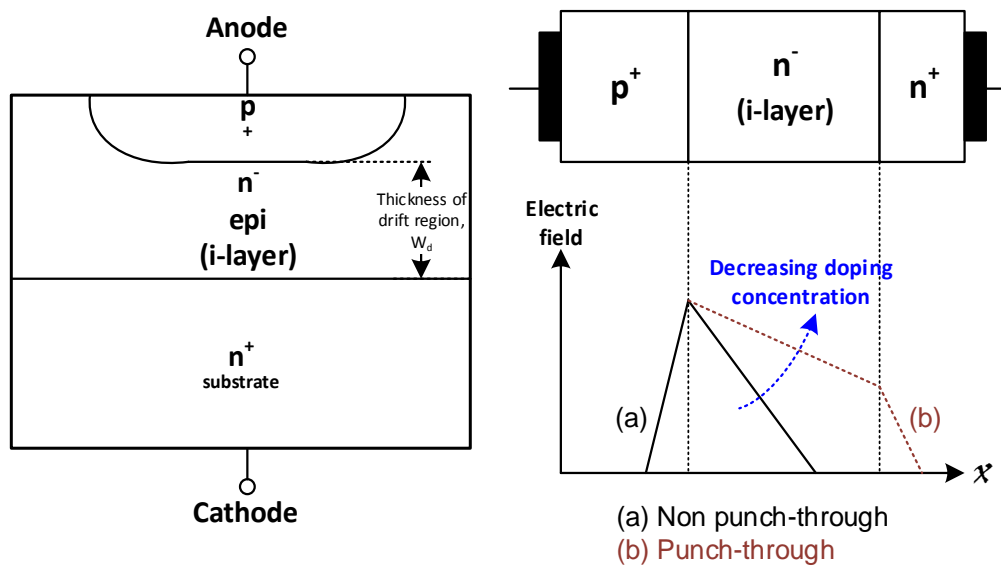 Anode
p
+
n-
epi
(i-layer)
Thickness of
drift region,
Wd
n+
substrate
Cathode
p+
n-
(i-layer)
n+
Electric
field
Decreasing doping
concentration
(a)
(b)
x
(a) Non punch-through
(b) Punch-through